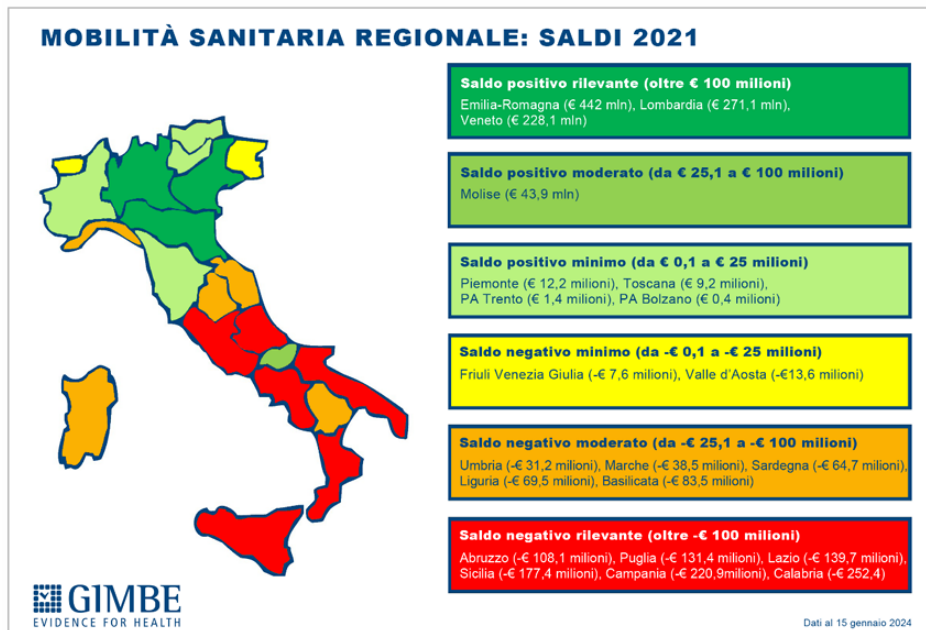 MOBILITÀ SANITARIA REGIONALE: SALDI 2021
Saldo positivo rilevante (oltre € 100 milioni)
Emilia-Romagna (€ 442 mln), Lombardia (€ 271,1 mln),
Veneto (€ 228,1 mln)
Saldo positivo moderato (da € 25,1 a € 100 milioni)
Molise (€ 43,9 mln)
Saldo positivo minimo (da € 0,1 a € 25 milioni)
Piemonte (€ 12,2 milioni), Toscana (€ 9,2 milioni),
PA Trento (€ 1,4 milioni), PA Bolzano (€ 0,4 milioni)
Saldo negativo minimo (da -€ 0,1 a -€ 25 milioni)
Friuli Venezia Giulia (-€ 7,6 milioni), Valle d'Aosta (-€13,6 milioni)
Saldo negativo moderato (da -€ 25,1 a -€ 100 milioni)
Umbria (-€ 31,2 milioni), Marche (-€ 38,5 milioni), Sardegna (-€ 64,7 milioni),
Liguria (-€ 69,5 milioni), Basilicata (-€ 83,5 milioni)
Saldo negativo rilevante (oltre -€ 100 milioni)
Abruzzo (-€ 108,1 milioni), Puglia (-€ 131,4 milioni), Lazio (-€ 139,7 milioni),
Sicilia (-€ 177,4 milioni), Campania (-€ 220,9milioni), Calabria (-€ 252,4)
GIMBE
EVIDENCE FOR HEALTH
Dati al 15 gennaio 2024